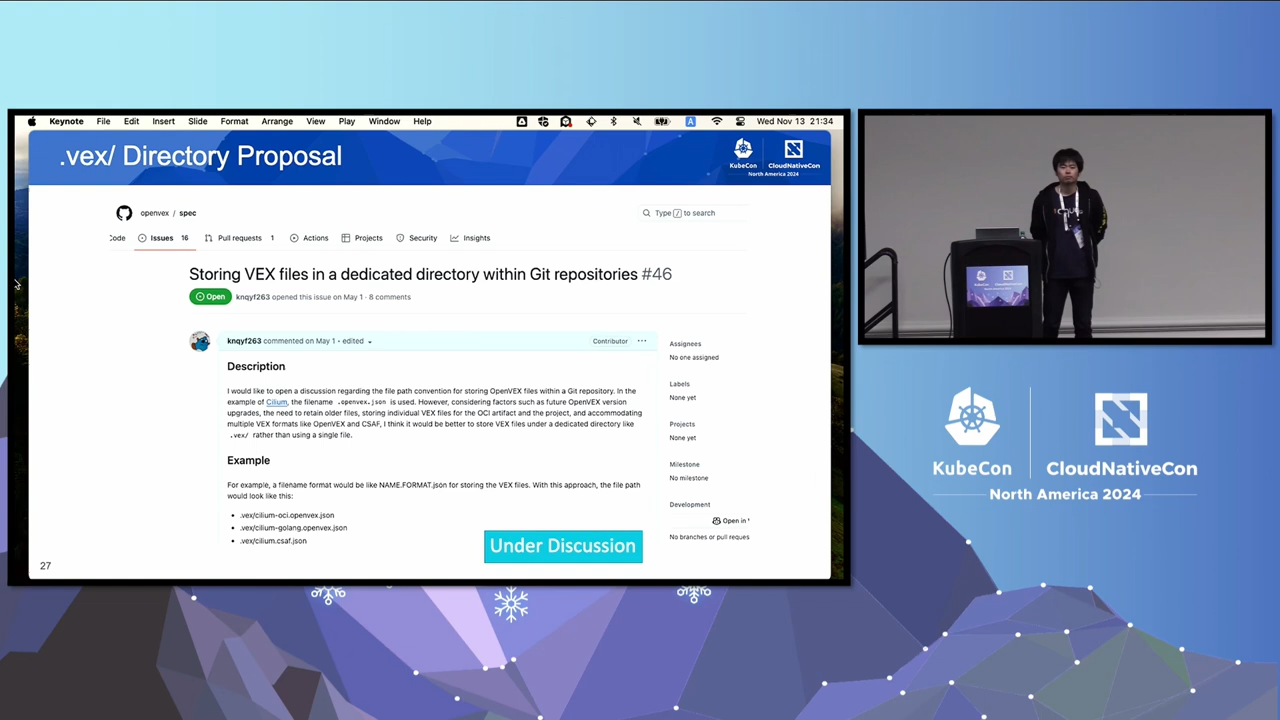 Keynote File Edit Insert Slide Format Arrange View Play Window Help
A Wed Nov 13 21:34
.vex/ Directory Proposal
KubeCon CloudNativeCon
North America 2024
openvex / spec
Type / to search
Code Issues 16 Pull requests 1 Actions Projects Security Insights
Storing VEX files in a dedicated directory within Git repositories #46
Open knqyf263 opened this issue on May 1 · 8 comments
knqyf263 commented on May 1 • edited
Contributor ···
Description
I would like to open a discussion regarding the file path convention for storing OpenVEX files within a Git repository. In the
example of Cilium, the filename .openvex.json is used. However, considering factors such as future OpenVEX version
upgrades, the need to retain older files, storing individual VEX files for the OCI artifact and the project, and accommodating
multiple VEX formats like OpenVEX and CSAF, I think it would be better to store VEX files under a dedicated directory like
.vex/ rather than using a single file.
Example
For example, a filename format would be like NAME.FORMAT.json for storing the VEX files. With this approach, the file path
would look like this:
• .vex/cilium-oci.openvex.json
• .vex/cilium-golang.openvex.json
• .vex/cilium.csaf.json
Assignees
No one assigned
Labels
None yet
Projects
None yet
Milestone
No milestone
Development
Open in
No branches or pull reques
Under Discussion
27
KubeCon CloudNativeCon
North America 2024